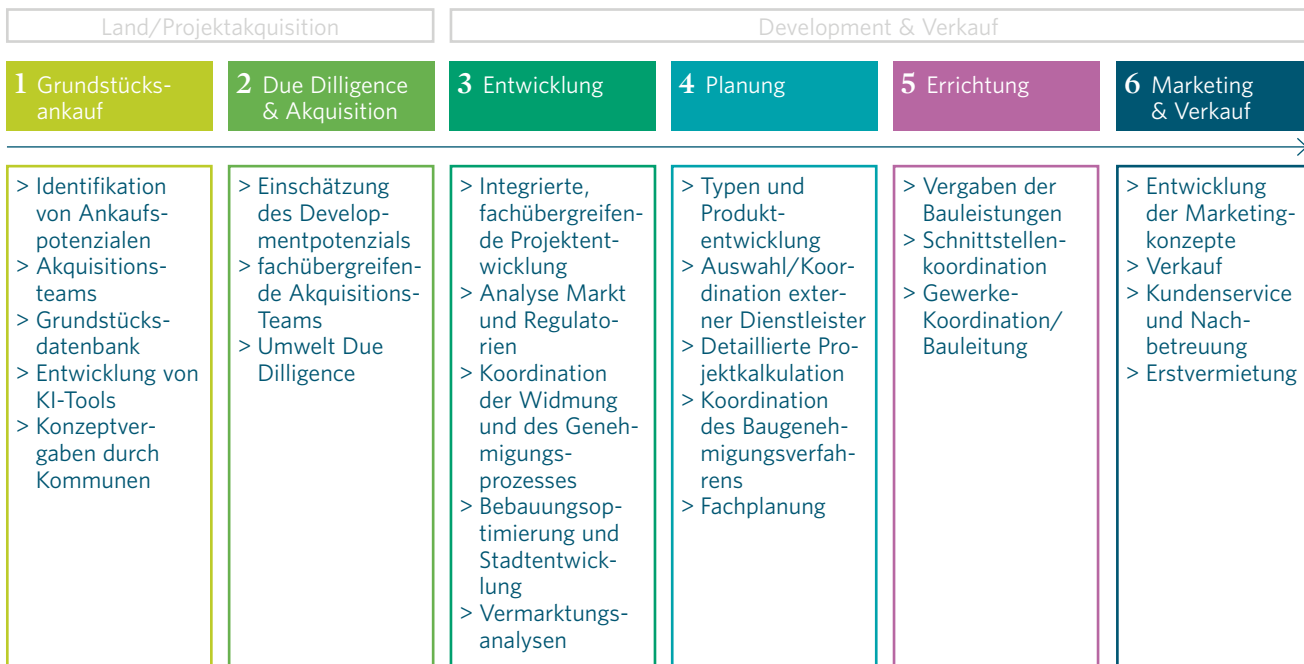 Land/Projektakquisition
Development & Verkauf
1 Grundstücks-
ankauf
2 Due Dilligence
& Akquisition
3 Entwicklung
4 Planung
5 Errichtung
6 Marketing
& Verkauf
> Identifikation
von Ankaufs-
potenzialen
> Akquisitions-
teams
> Grundstücks-
datenbank
> Entwicklung von
KI-Tools
> Konzeptver-
gaben durch
Kommunen
> Einschätzung
des Develop-
mentpotenzials
> fachübergreifen-
de Akquisitions-
Teams
> Umwelt Due
Dilligence
> Integrierte,
fachübergreifen-
de Projektent-
wicklung
> Analyse Markt
und Regulato-
rien
> Koordination
der Widmung
und des Geneh-
migungs-
prozesses
> Bebauungsop-
timierung und
Stadtentwick-
lung
> Vermarktungs-
analysen
> Typen und
Produkt-
entwicklung
> Auswahl/Koor-
dination exter-
ner Dienstleister
> Detaillierte Pro-
jektkalkulation
> Koordination
des Baugeneh-
migungsverfah-
rens
> Fachplanung
> Vergaben der
Bauleistungen
> Schnittstellen-
koordination
> Gewerke-
Koordination/
Bauleitung
> Entwicklung
der Marketing-
konzepte
> Verkauf
> Kundenservice
und Nach-
betreuung
> Erstvermietung